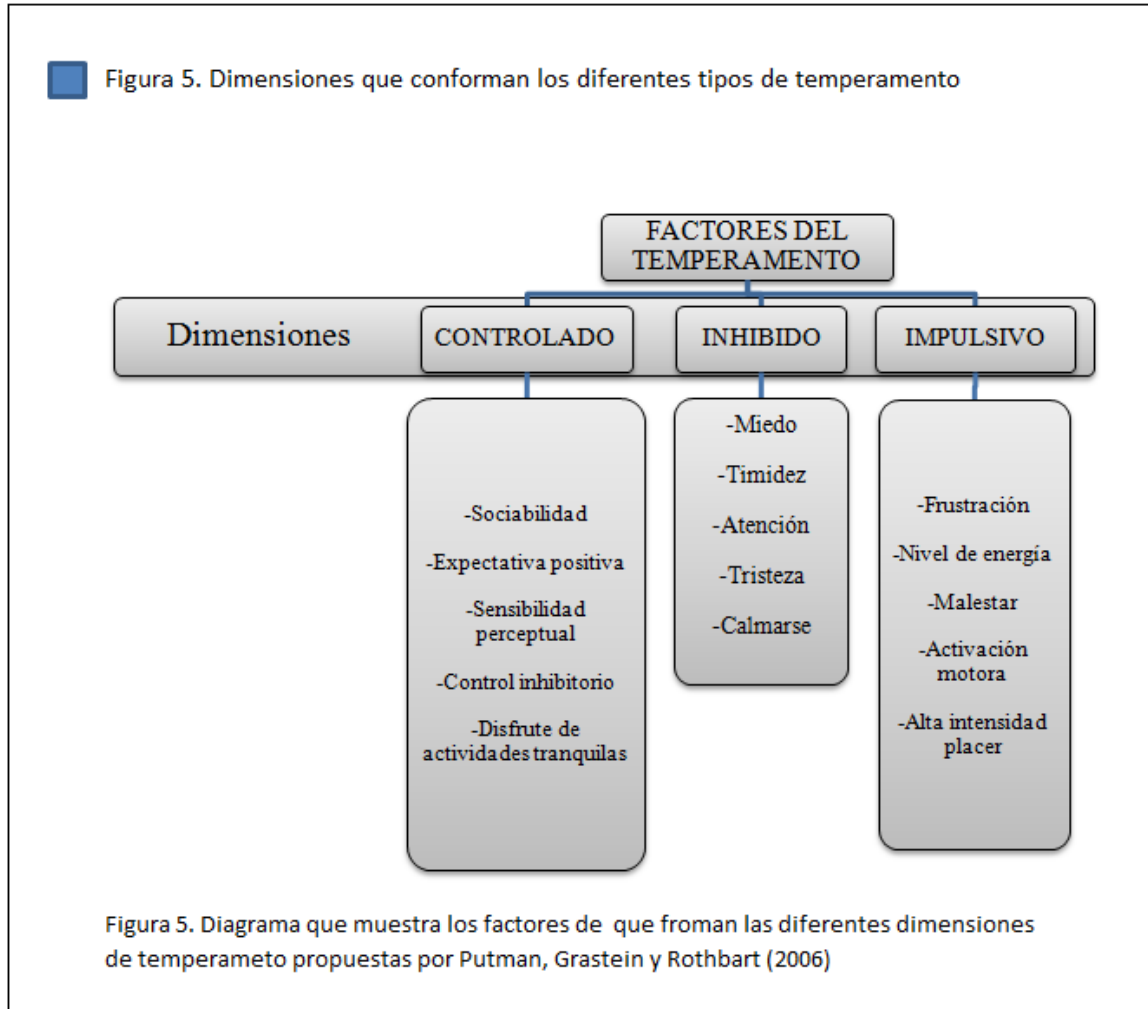 Figura 5. Dimensiones que conforman los diferentes tipos de temperamento
FACTORES DEL
TEMPERAMENTO
Dimensiones
CONTROLADO
INHIBIDO
IMPULSIVO
-Sociabilidad
-Expectativa positiva
-Sensibilidad
perceptual
-Control inhibitorio
-Disfrute de
actividades tranquilas
-Miedo
-Timidez
-Atención
-Tristeza
-Calmarse
-Frustración
-Nivel de energía
-Malestar
-Activación
motora
-Alta intensidad
placer
Figura 5. Diagrama que muestra los factores de que froman las diferentes dimensiones
de temperameto propuestas por Putman, Grastein y Rothbart (2006)